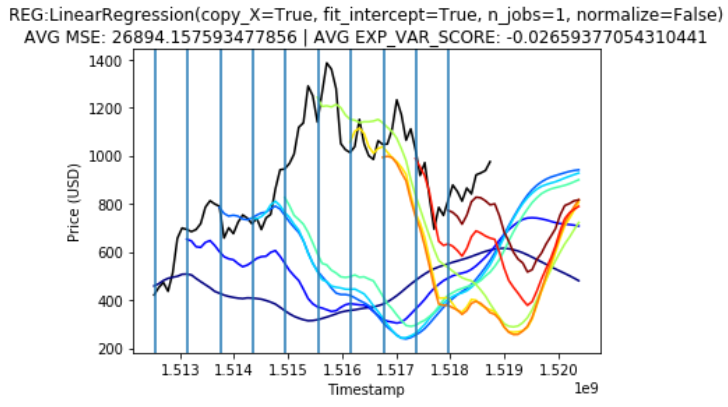 REG:LinearRegression(copy_X=True, fit_intercept=True, n_jobs=1, normalize=False)
AVG MSE: 26894.157593477856 | AVG EXP_VAR_SCORE: -0.02659377054310441
1400
1200
1000
800
600
400
200
Price (USD)
1.513 1.514 1.515 1.516 1.517 1.518 1.519 1.520
Timestamp
1e9